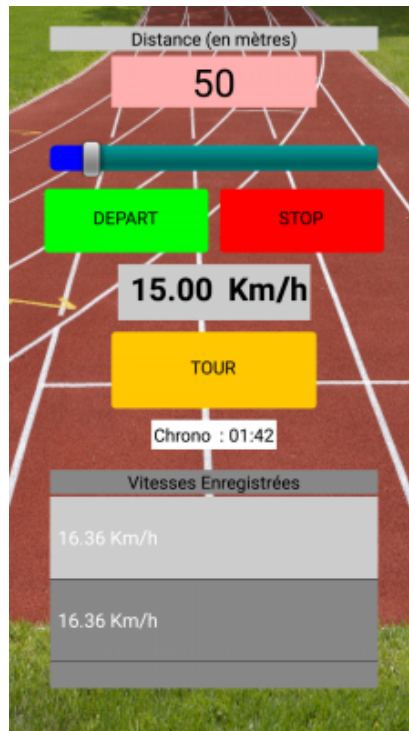 Distance (en mètres)
50
DEPART
STOP
15.00 Km/h
TOUR
Chrono : 01:42
Vitesses Enregistrées
16.36 Km/h
16.36 Km/h